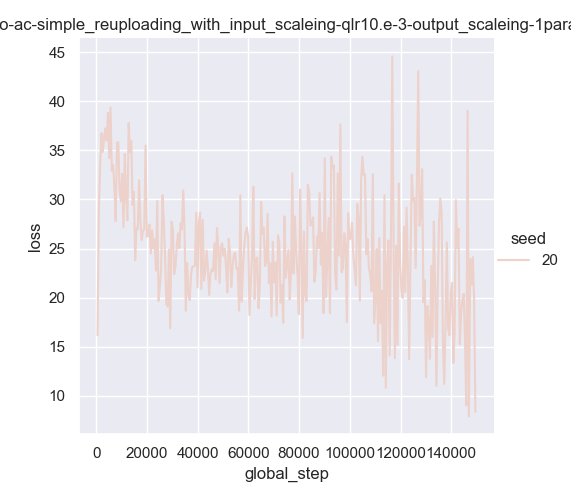 o-ac-simple_reuploading_with_input_scaleing-qlr10.e-3-output_scaleing-1para
45
40
35
30
25
20
15
10
loss
0 20000 40000 60000 80000 100000 120000 140000
global_step
seed
20